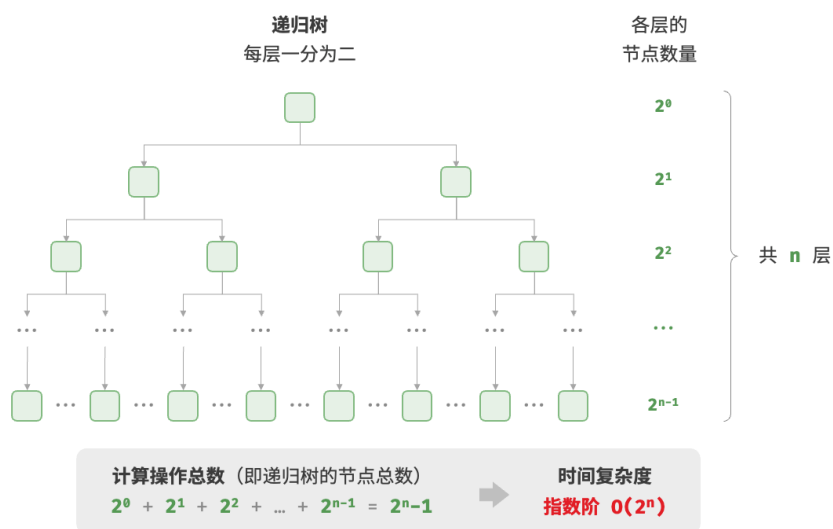 递归树
每层一分为二
各层的
节点数量
2⁰
2¹
2²
...
2ⁿ⁻¹
共 n 层
... ... ... ... ... ... ... ...
... ... ... ... ... ... ...
计算操作总数（即递归树的节点总数）
2⁰ + 2¹ + 2² + … + 2ⁿ⁻¹ = 2ⁿ−1
时间复杂度
指数阶 O(2ⁿ)